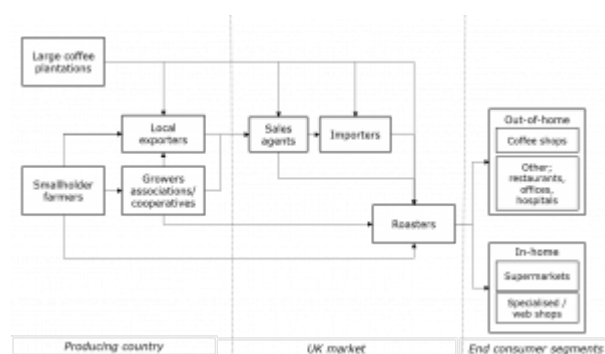 Large coffee
plantations
Local
exporters
Sales
agents
Importers
Smallholder
farmers
Growers
associations/
cooperatives
Roasters
Out-of-home
Coffee shops
Other;
restaurants,
offices,
hospitals
In-home
Supermarkets
Specialised /
web shops
Producing country
UK market
End consumer segments